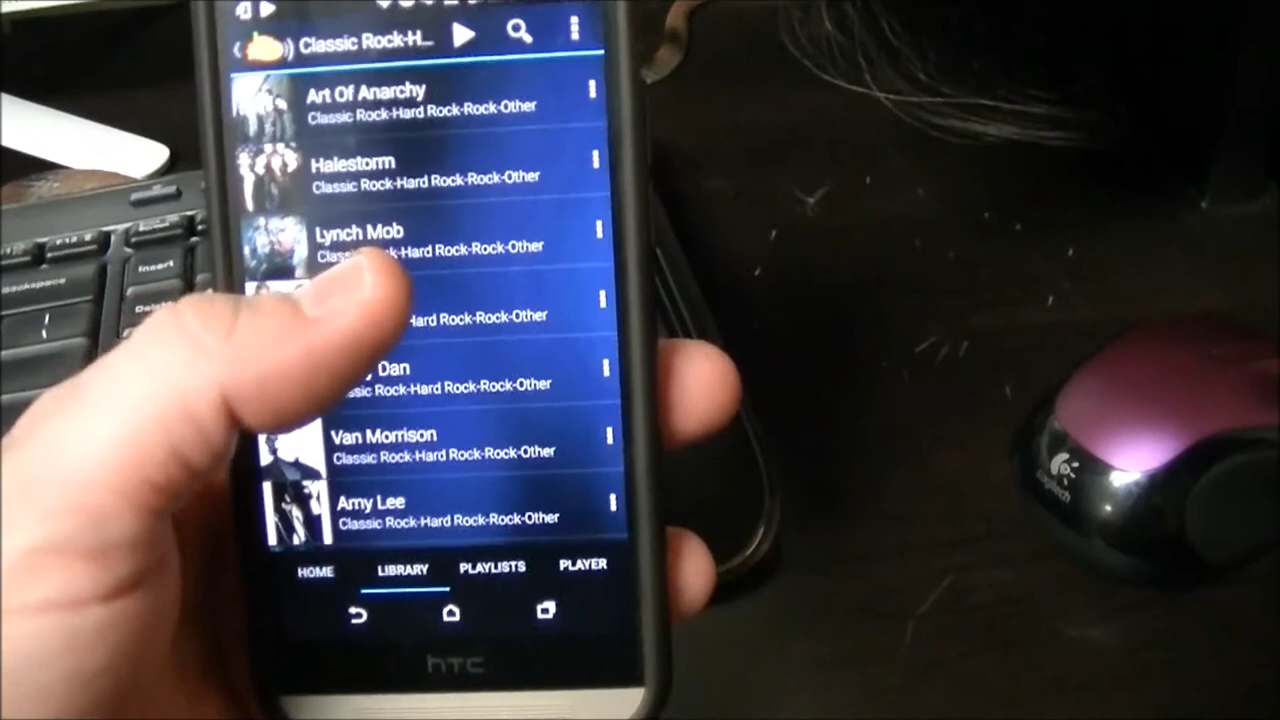 Classic Rock-H...
Art Of Anarchy
Classic Rock-Hard Rock-Rock-Other
Halestorm
Classic Rock-Hard Rock-Rock-Other
Lynch Mob
Rock-Hard Rock-Rock-Other
Rock-Rock-Other
Dan
Rock-Hard Rock-Rock-Other
Van Morrison
Classic Rock-Hard Rock-Rock-Other
Amy Lee
Classic Rock-Hard Rock-Rock-Other
HOME LIBRARY PLAYLISTS PLAYER
hTC
Insert
Backspace
Logitech